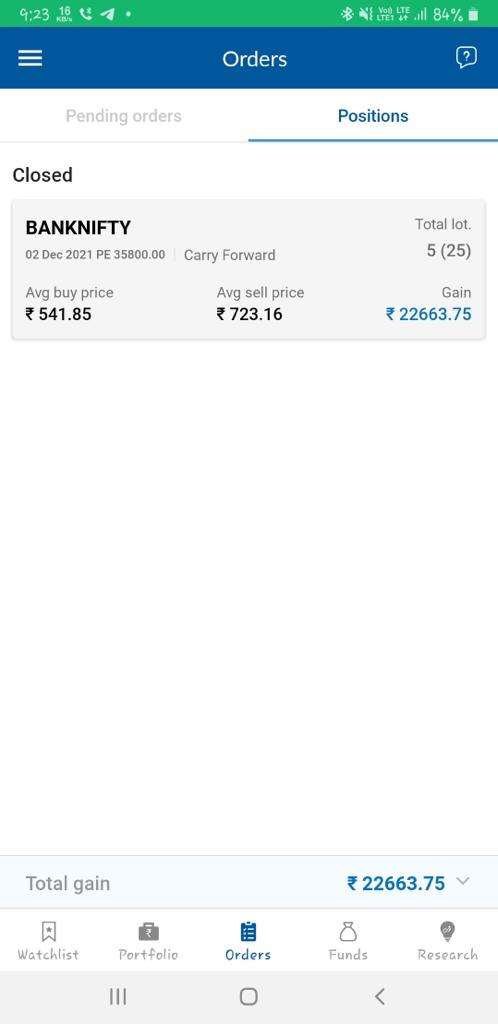 9:23 16 KB/s Vo)) LTE LTE1 84%
Orders
Pending orders Positions
Closed
BANKNIFTY Total lot.
02 Dec 2021 PE 35800.00 Carry Forward 5 (25)
Avg buy price Avg sell price Gain
₹ 541.85 ₹ 723.16 ₹ 22663.75
Total gain ₹ 22663.75
Watchlist Portfolio Orders Funds Research